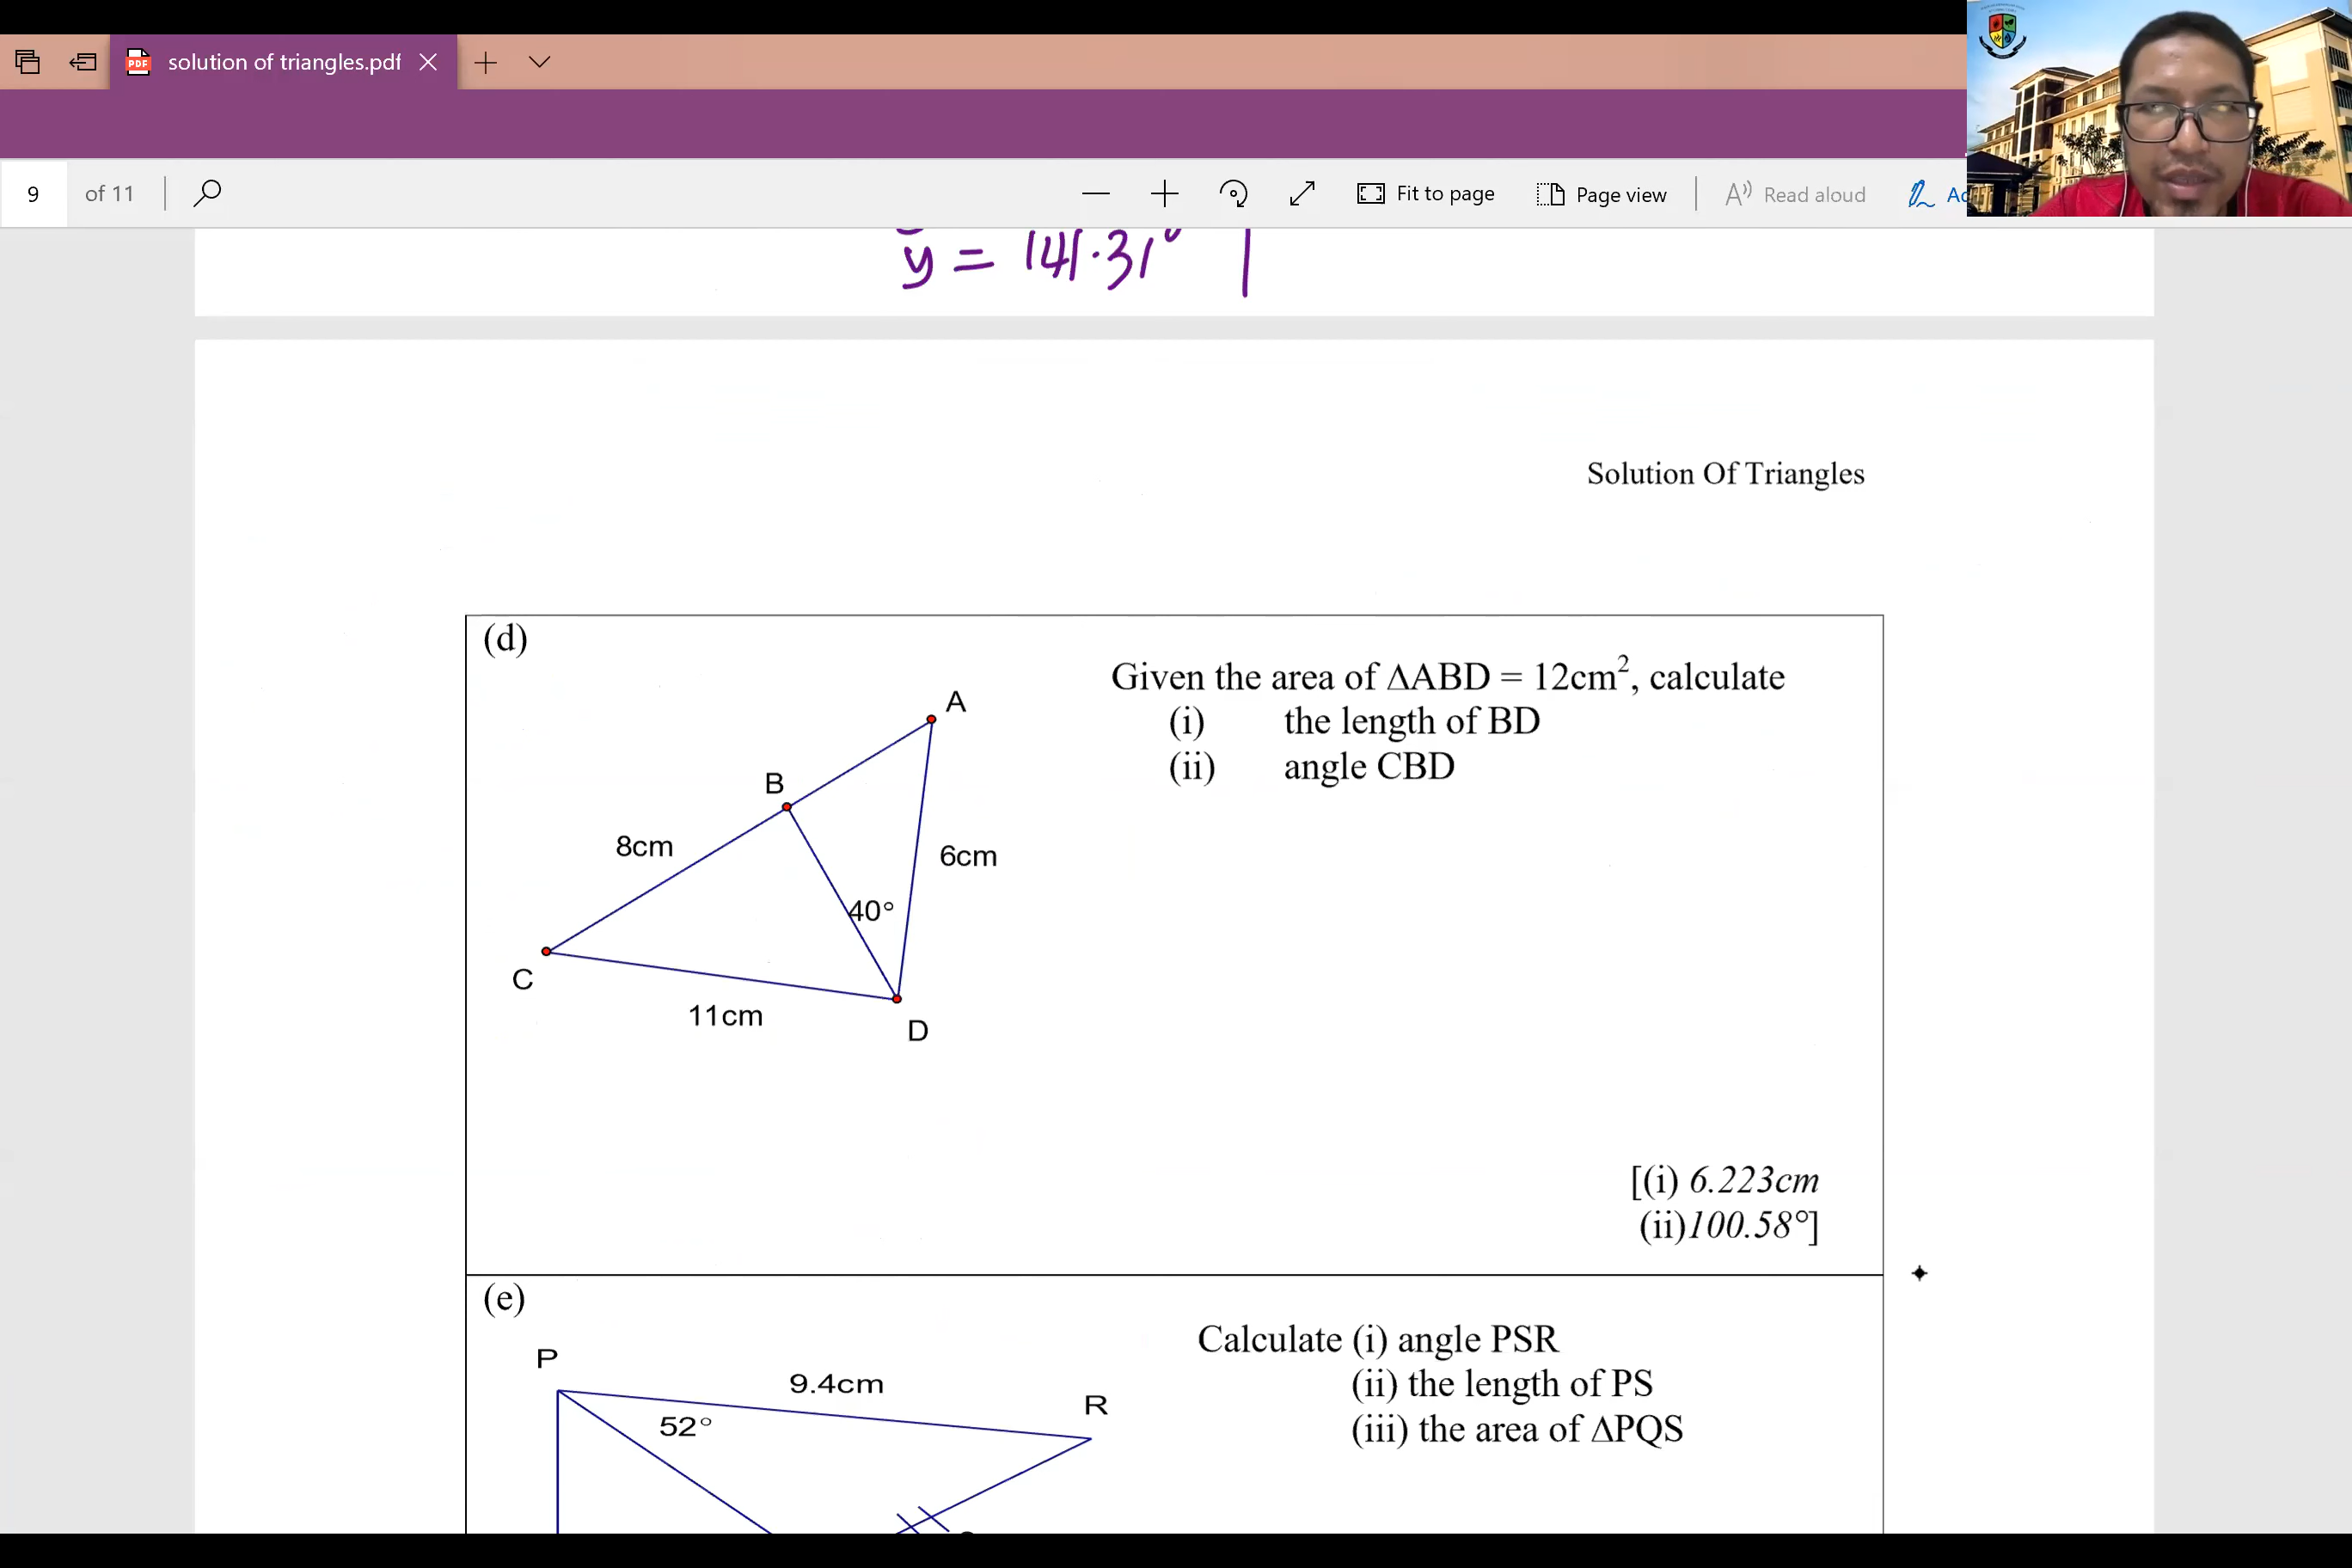 solution of triangles.pdf
9 of 11
Fit to page
Page view
Read aloud
y = 141.31°
Solution Of Triangles
(d)
Given the area of ΔABD = 12cm², calculate
(i) the length of BD
(ii) angle CBD
A
B
8cm
6cm
40°
C
11cm
D
[(i) 6.223cm
(ii)100.58°]
(e)
Calculate (i) angle PSR
(ii) the length of PS
(iii) the area of ΔPQS
P
9.4cm
R
52°